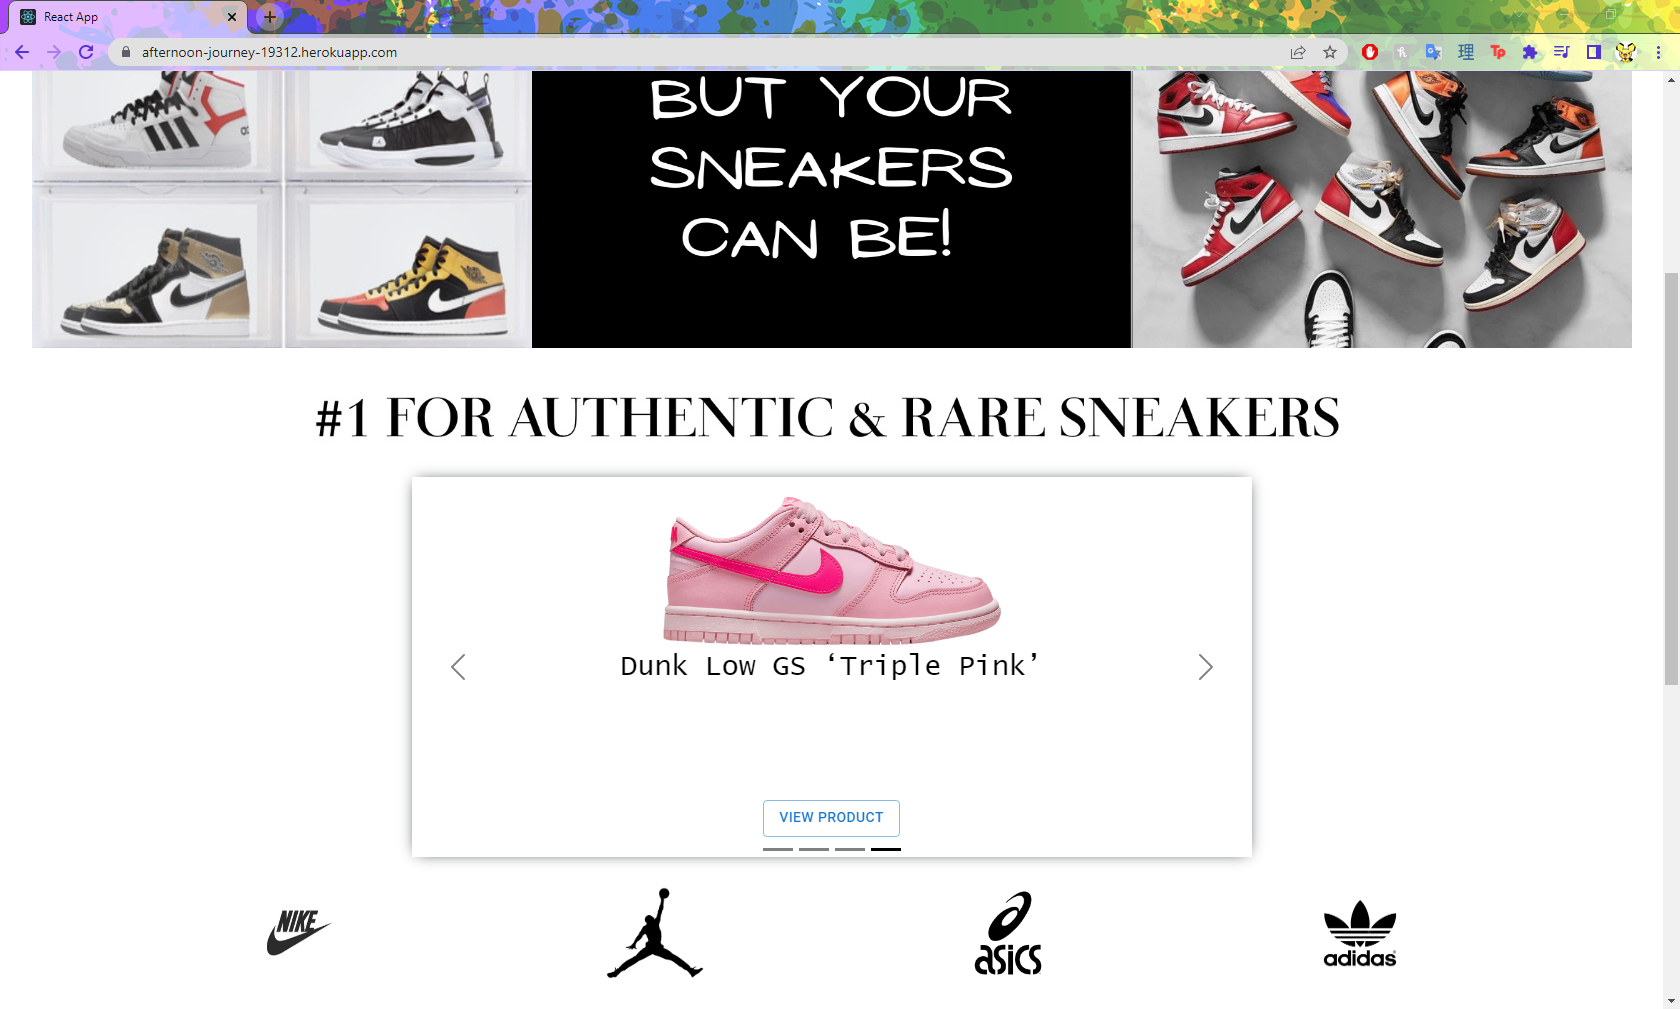 React App
afternoon-journey-19312.herokuapp.com
BUT YOUR
SNEAKERS
CAN BE!
#1 FOR AUTHENTIC & RARE SNEAKERS
Dunk Low GS ‘Triple Pink’
VIEW PRODUCT
NIKE
asics
adidas